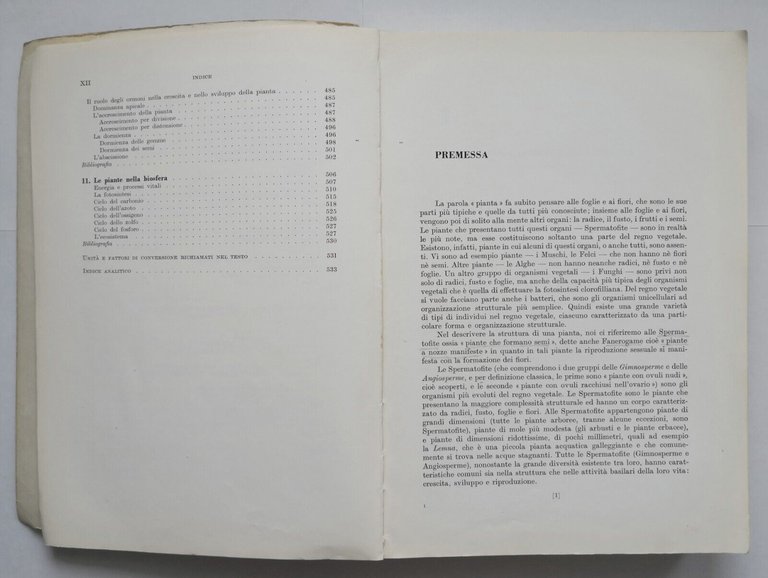 XII
INDICE
Il ruolo degli ormoni nella crescita e nello sviluppo della pianta . . . . . . . 485
Dominanza apicale . . . . . . . 485
L'accrescimento della pianta . . . . . . . 487
Accrescimento per divisione . . . . . . . 487
Accrescimento per distensione . . . . . . . 488
La dormienza . . . . . . . 496
Dormienza delle gemme . . . . . . . 496
Dormienza dei semi . . . . . . . 498
L'abscissione . . . . . . . 501
Bibliografia . . . . . . . 502
11. Le piante nella biosfera . . . . . . . 506
Energia e processi vitali . . . . . . . 507
La fotosintesi . . . . . . . 510
Ciclo del carbonio . . . . . . . 515
Ciclo dell'azoto . . . . . . . 518
Ciclo dell'ossigeno . . . . . . . 525
Ciclo dello zolfo . . . . . . . 526
Ciclo del fosforo . . . . . . . 527
L'ecosistema . . . . . . . 527
Bibliografia . . . . . . . 530
UNITÀ E FATTORI DI CONVERSIONE RICHIAMATI NEL TESTO . . . . . . . 531
INDICE ANALITICO . . . . . . . 533
PREMESSA
La parola « pianta » fa subito pensare alle foglie e ai fiori, che sono le sue
parti più tipiche e quelle da tutti più conosciute; insieme alle foglie e ai fiori,
vengono poi di solito alla mente altri organi: la radice, il fusto, i frutti e i semi.
Le piante che presentano tutti questi organi — Spermatofite — sono in realtà
le più note, ma esse costituiscono soltanto una parte del regno vegetale.
Esistono, infatti, piante in cui alcuni di questi organi, o anche tutti, sono assen-
ti. Vi sono ad esempio piante — i Muschi, le Felci — che non hanno nè fiori
nè semi. Altre piante — le Alghe — non hanno neanche radici, nè fusto e nè
foglie. Un altro gruppo di organismi vegetali — i Funghi — sono privi non
solo di radici, fusto e foglie, ma anche della capacità più tipica degli organismi
vegetali che è quella di effettuare la fotosintesi clorofilliana. Del regno vegetale
si vuole facciano parte anche i batteri, che sono gli organismi unicellulari ad
organizzazione strutturale più semplice. Quindi esiste una grande varietà
di tipi di individui nel regno vegetale, ciascuno caratterizzato da una parti-
colare forma e organizzazione strutturale.
Nel descrivere la struttura di una pianta, noi ci riferiremo alle Sperma-
tofite ossia « piante che formano semi », dette anche Fanerogame cioè « piante
a nozze manifeste » in quanto in tali piante la riproduzione sessuale si manife-
sta con la formazione dei fiori.
Le Spermatofite (che comprendono i due gruppi delle Gimnosperme e delle
Angiosperme, e per definizione classica, le prime sono « piante con ovuli nudi »,
cioè scoperti, e le seconde « piante con ovuli racchiusi nell'ovario ») sono gli
organismi più evoluti del regno vegetale. Le Spermatofite sono le piante che
presentano la maggiore complessità strutturale ed hanno un corpo caratteriz-
zato da radici, fusto, foglie e fiori. Alle Spermatofite appartengono piante di
grandi dimensioni (tutte le piante arboree, tranne alcune eccezioni, sono
Spermatofite), piante di mole più modesta (gli arbusti e le piante erbacee),
e piante di dimensioni ridottissime, di pochi millimetri, quali ad esempio
la Lemna, che è una piccola pianta acquatica galleggiante e che comune-
mente si trova nelle acque stagnanti. Tutte le Spermatofite (Gimnosperme e
Angiosperme), nonostante la grande diversità esistente tra loro, hanno carat-
teristiche comuni sia nella struttura che nelle attività basilari della loro vita:
crescita, sviluppo e riproduzione.
[1]
1